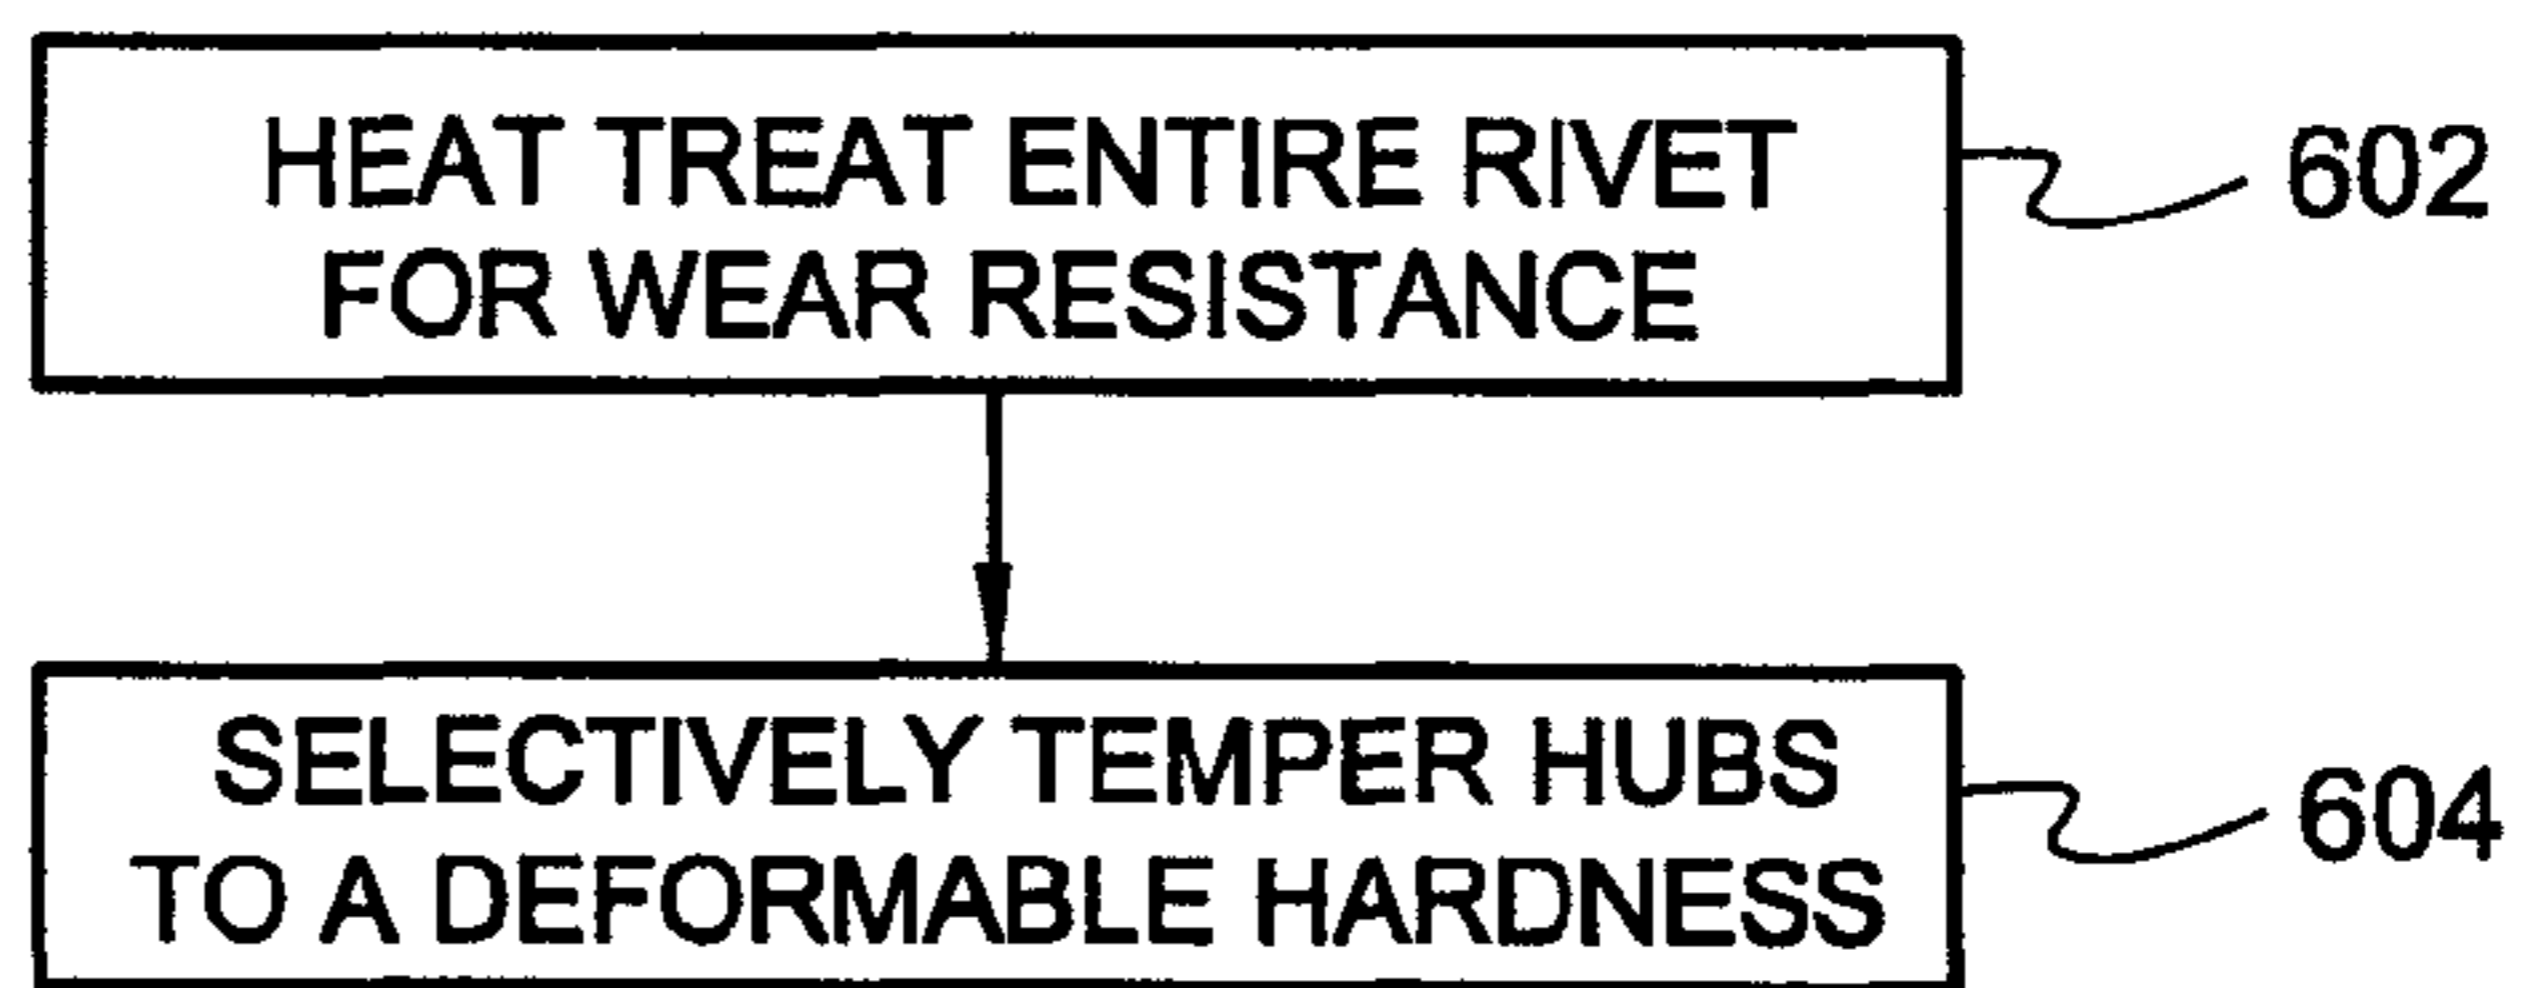 HEAT TREAT ENTIRE RIVET
FOR WEAR RESISTANCE
602
SELECTIVELY TEMPER HUBS
TO A DEFORMABLE HARDNESS
604